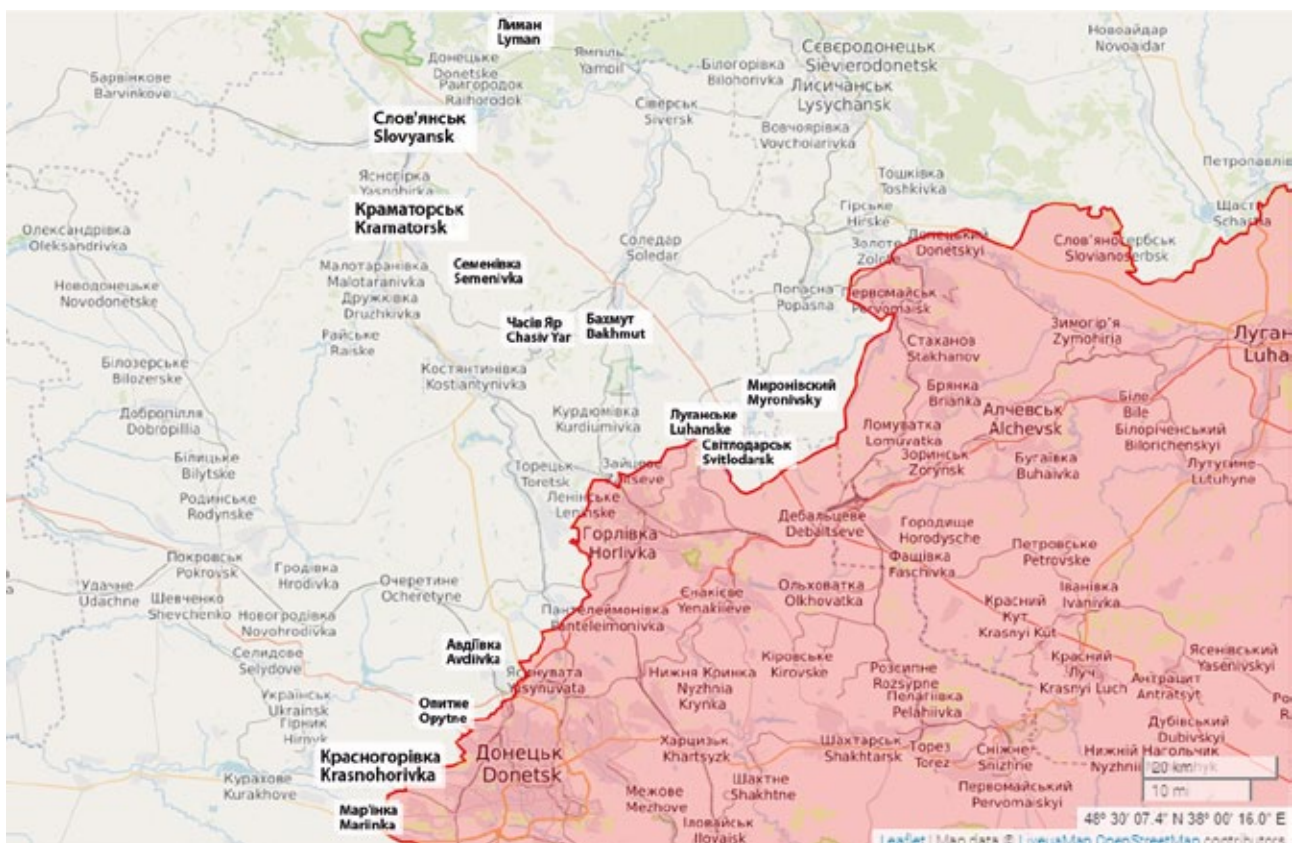 Лиман
Lyman
Новоайдар
Novoaidar
Барвінкове
Barvinkove
Донецьке
Donetske
Райгородок
Raihorodok
Ямпіль
Yampil
Білогорівка
Bilohorivka
Сєвєродонецьк
Sievierodonetsk
Лисичанськ
Lysychansk
Сіверськ
Siversk
Слов'янськ
Slovyansk
Вовчоярівка
Vovchoiarivka
Петропавлів
Ясногірка
Yasnohirka
Тошківка
Toshkivka
Краматорськ
Kramatorsk
Гірське
Hirske
Щастя
Schastia
Олександрівка
Oleksandrivka
Соледар
Soledar
Золоте
Zolote
Донецький
Donetskyi
Слов'яносербськ
Slovianoserbsk
Семенівка
Semenivka
Малотаранівка
Malotaranivka
Дружківка
Druzhkivka
Новодонецьке
Novodonetske
Попасна
Popasna
Первомайськ
Pervomaisk
Часів Яр
Chasiv Yar
Бахмут
Bakhmut
Райське
Raiske
Стаханов
Stakhanov
Зимогір'я
Zymohiria
Луган
Luha
Білозерське
Bilozerske
Костянтинівка
Kostiantynivka
Миронівский
Myronivsky
Брянка
Brianka
Алчевськ
Alchevsk
Біле
Bile
Білоріченський
Bilorichenskyi
Добропілля
Dobropillia
Курдюмівка
Kurdiumivka
Луганське
Luhanske
Світлодарськ
Svitlodarsk
Ломуватка
Lomuvatka
Зоринськ
Zorynsk
Бугаївка
Buhaivka
Білицьке
Bilytske
Торецьк
Toretsk
Зайцеве
Лутугине
Lutuhyne
Родинське
Rodynske
Ленінське
Leninske
Горлівка
Horlivka
Дебальцеве
Debaltseve
Городище
Horodysche
Фащівка
Faschivka
Петровське
Petrovske
Покровськ
Pokrovsk
Гродівка
Hrodivka
Удачне
Udachne
Шевченко
Shevchenko
Новогродівка
Novohrodivka
Очеретине
Ocheretyne
Пантелеймонівка
Panteleimonivka
Єнакієве
Yenakiieve
Ольховатка
Olkhovatka
Іванівка
Ivanivka
Красний
Кут
Krasnyi Kut
Селидове
Selydove
Авдіївка
Avdiivka
Ясинувата
Yasynuvata
Нижня Кринка
Nyzhnia
Krynka
Кіровське
Kirovske
Розсипне
Rozsypne
Пелагіївка
Pelahiivka
Красний
Луч
Krasnyi Luch
Ясенівський
Yasenivskyi
Антрацит
Antratsyt
Українськ
Ukrainsk
Гірник
Hirnyk
Опитне
Opytne
Красногорівка
Krasnohorivka
Донецьк
Donetsk
Харцизьк
Khartsyzk
Шахтарськ
Shakhtarsk
Торез
Torez
Сніжне
Snizhne
Дубівський
Dubivskyi
Нижній Нагольчик
Курахове
Kurakhove
Мар'їнка
Mariinka
Межове
Mezhove
Шахтне
Shakhtne
Первомайський
Pervomaiskyi
Іловайськ
Ilovaisk
20 km
10 mi
48° 30' 07.4" N 38° 00' 16.0" E
Leaflet | Map data © LiveuaMap OpenStreetMap contributors